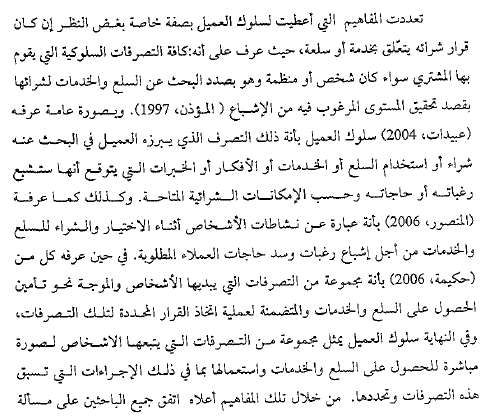 تعددت المفاهيم التي أعطيت لسلوك العميل بصفة خاصة بغض النظر إن كان
قرار شرائه يتعلّق بخدمة أو سلعة، حيث عرف على أنه:كافة التصرفات السلوكية التي يقوم
بها المشتري سواء كان شخص أو منظمة وهو بصدد البحث عن السلع والخدمات لشرائها
بقصد تحقيق المستوى المرغوب فيه من الإشباع ( المؤذن، 1997). وبصورة عامة عرفه
(عبيدات، 2004) سلوك العميل بأنة ذلك التصرف الذي يبرزه العميل في البحث عنه
شراء أو استخدام السلع أو الخدمات أو الأفكار أو الخبرات التي يتوقع أنها ستشبع
رغباته أو حاجاته وحسب الإمكانات الشرائية المتاحة. وكذلك كما عرفة
(المنصور، 2006) بأنة عبارة عن نشاطات الأشخاص أثناء الاختيار والشراء للسلع
والخدمات من أجل إشباع رغبات وسد حاجات العملاء المطلوبة. في حين عرفه كل من
(حكيمة، 2006) بأنة مجموعة من التصرفات التي يبديها الأشخاص والموجة نحو تأمين
الحصول على السلع والخدمات والمتضمنة لعملية اتخاذ القرار المحددة لتلك التصرفات،
وفي النهاية سلوك العميل يمثل مجموعة من التصرفات التي يتبعها الاشخاص لصورة
مباشرة للحصول على السلع والخدمات واستعمالها بما في ذلك الإجراءات التي تسبق
هذه التصرفات وتحددها. من خلال تلك المفاهيم أعلاه اتفق جميع الباحثين على مسألة